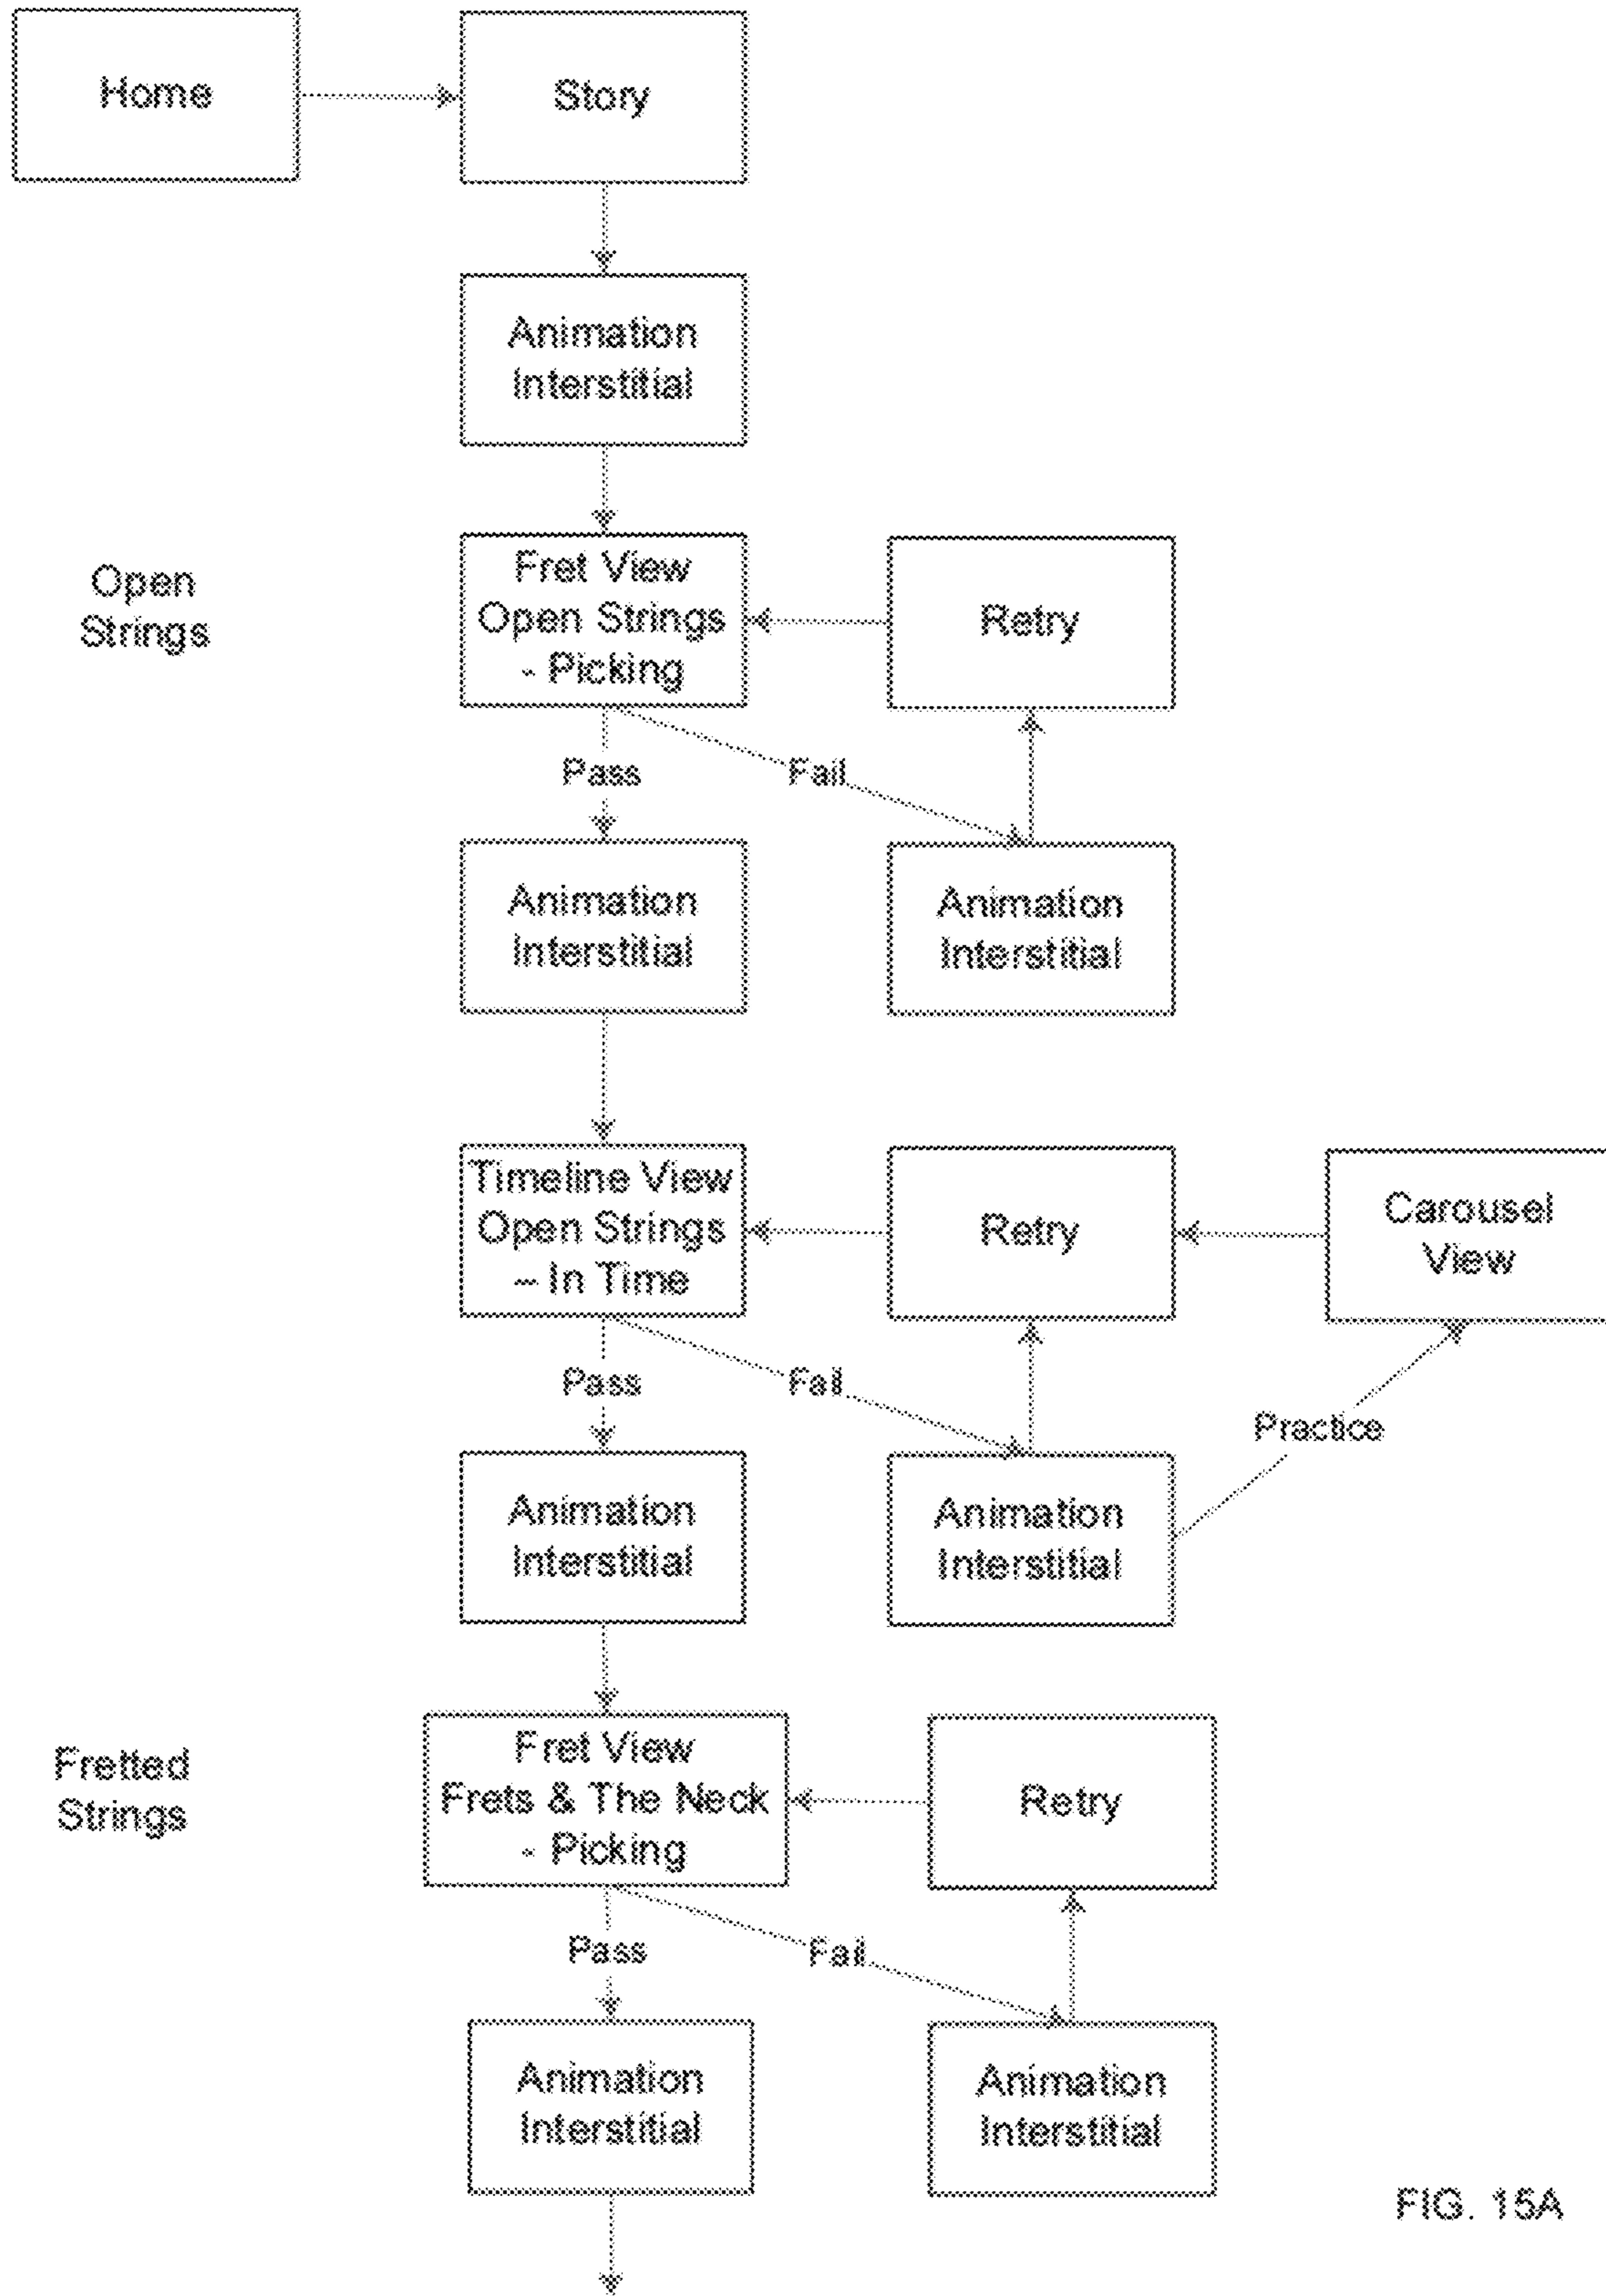 Home
Story
Animation
Interstitial
Open
Strings
Fret View
Open Strings
- Picking
Retry
Pass
Fail
Animation
Interstitial
Animation
Interstitial
Timeline View
Open Strings
– In Time
Retry
Carousel
View
Pass
Fail
Practice
Animation
Interstitial
Animation
Interstitial
Fretted
Strings
Fret View
Frets & The Neck
- Picking
Retry
Pass
Fail
Animation
Interstitial
Animation
Interstitial
FIG. 15A